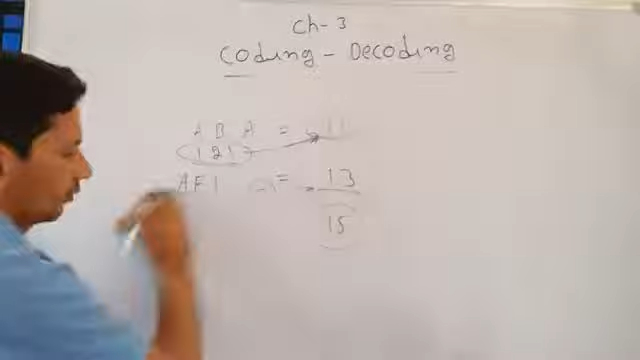 Ch-3
Coding - Decoding
A B A = 11
1 2 1
= 13
15